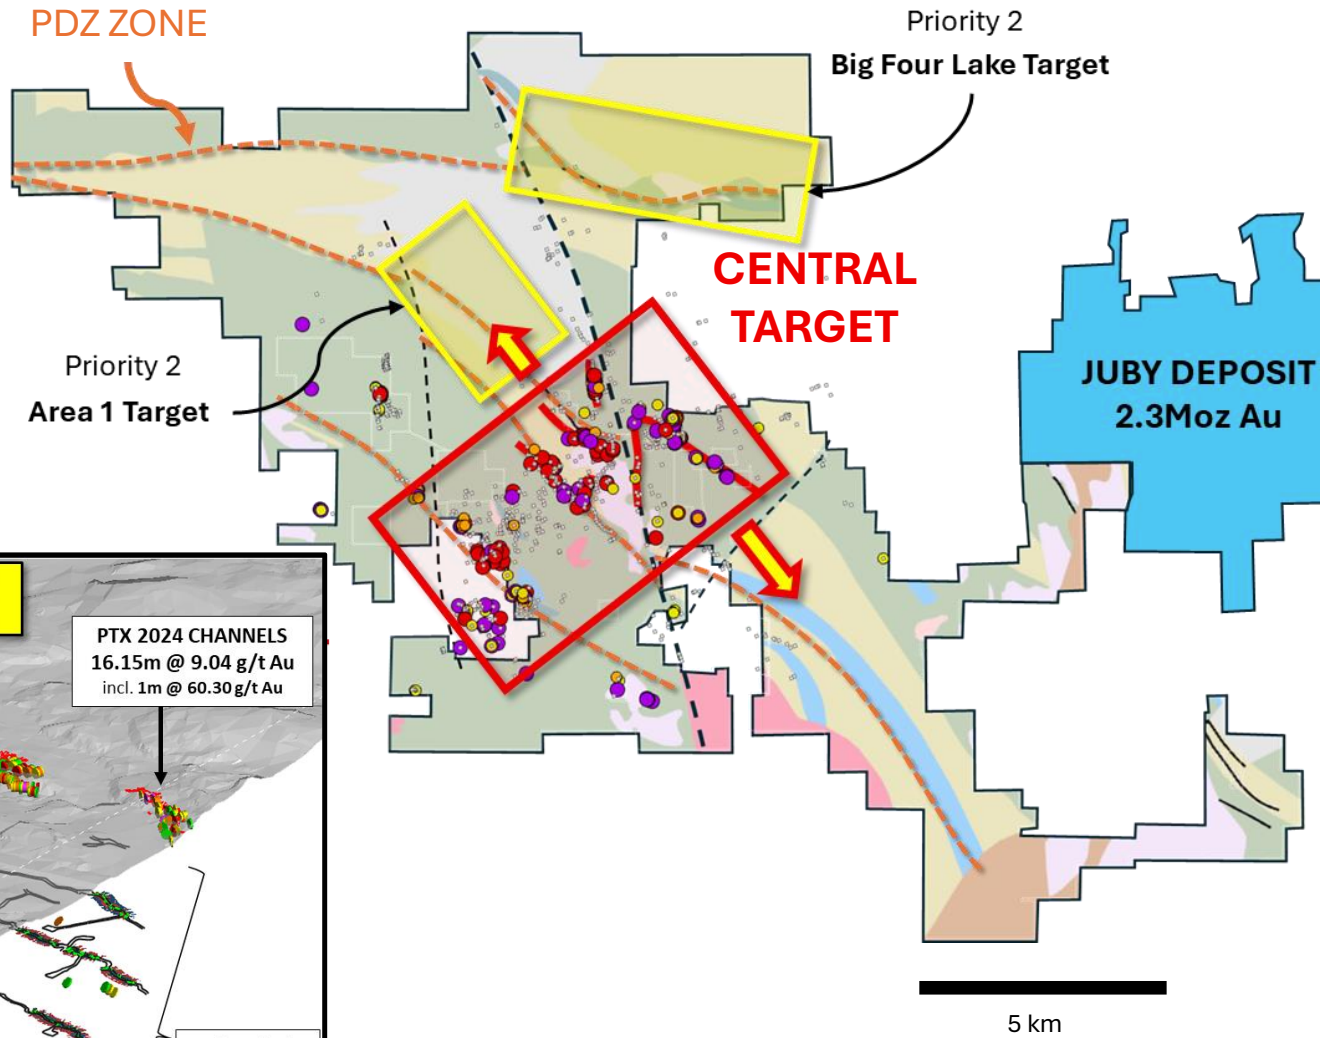 PDZ ZONE
Priority 2
Big Four Lake Target
CENTRAL
TARGET
Priority 2
Area 1 Target
JUBY DEPOSIT
2.3Moz Au
PTX 2024 CHANNELS
16.15m @ 9.04 g/t Au
incl. 1m @ 60.30 g/t Au
5 km